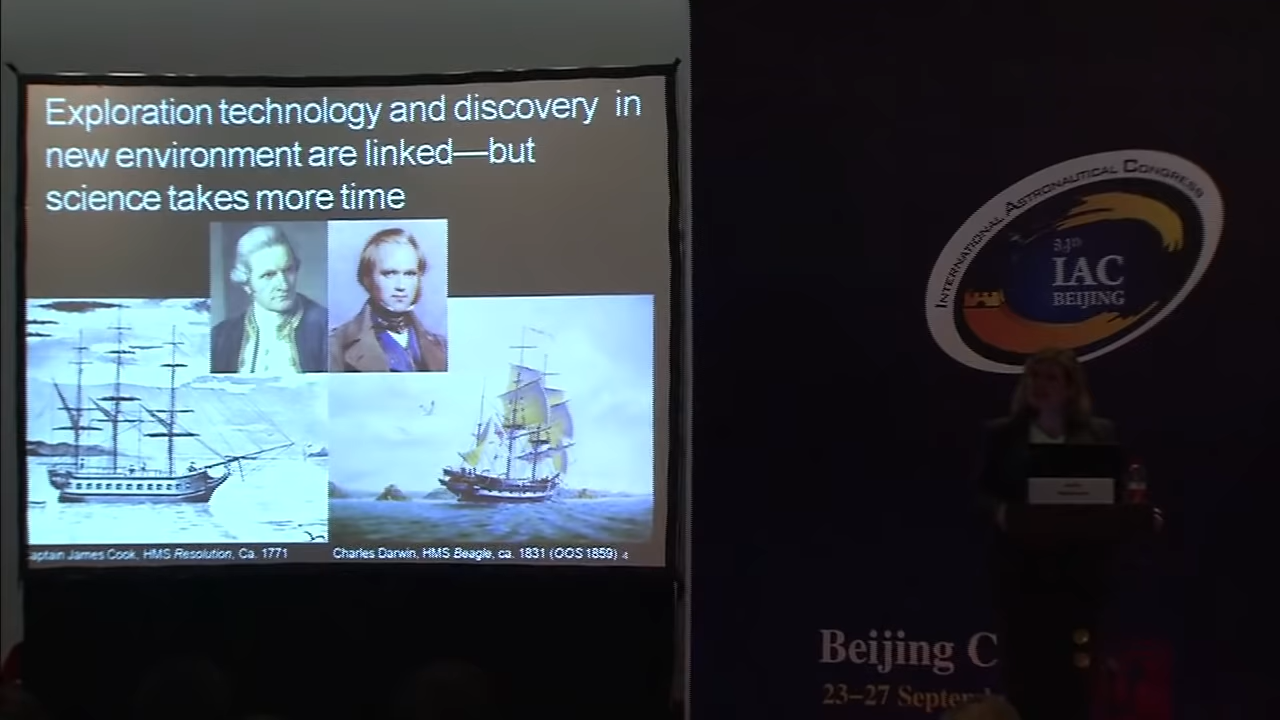 Exploration technology and discovery in
new environment are linked—but
science takes more time
aptain James Cook, HMS Resolution, Ca. 1771
Charles Darwin, HMS Beagle, ca. 1831 (OOS 1859) 4
INTERNATIONAL ASTRONAUTICAL CONGRESS
IAC
BEIJING
Beijing C
23–27 Septem